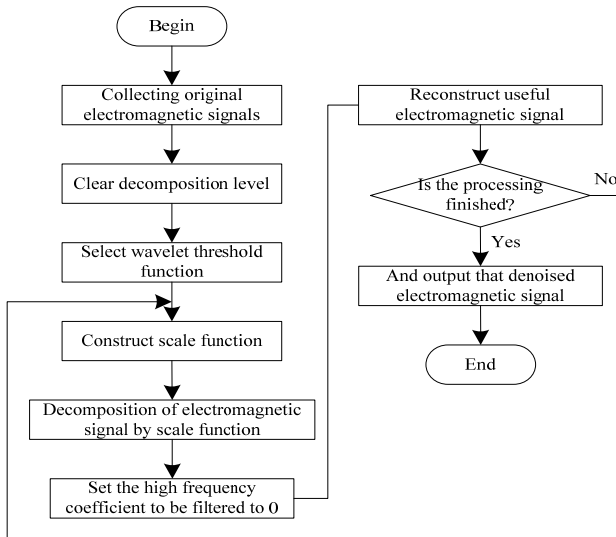 Begin
Collecting original
electromagnetic signals
Clear decomposition level
Select wavelet threshold
function
Construct scale function
Decomposition of electromagnetic
signal by scale function
Set the high frequency
coefficient to be filtered to 0
Reconstruct useful
electromagnetic signal
Is the processing
finished?
No
Yes
And output that denoised
electromagnetic signal
End